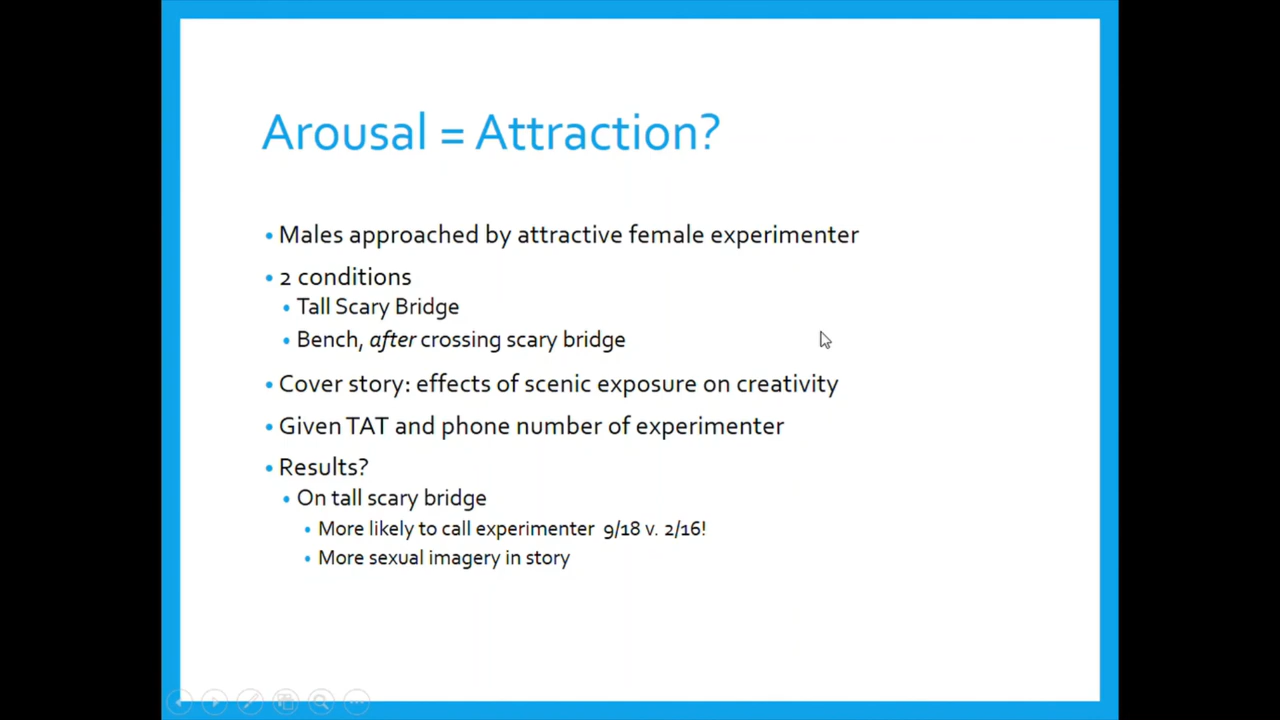 Arousal = Attraction?
• Males approached by attractive female experimenter
• 2 conditions
• Tall Scary Bridge
• Bench, after crossing scary bridge
• Cover story: effects of scenic exposure on creativity
• Given TAT and phone number of experimenter
• Results?
• On tall scary bridge
• More likely to call experimenter 9/18 v. 2/16!
• More sexual imagery in story